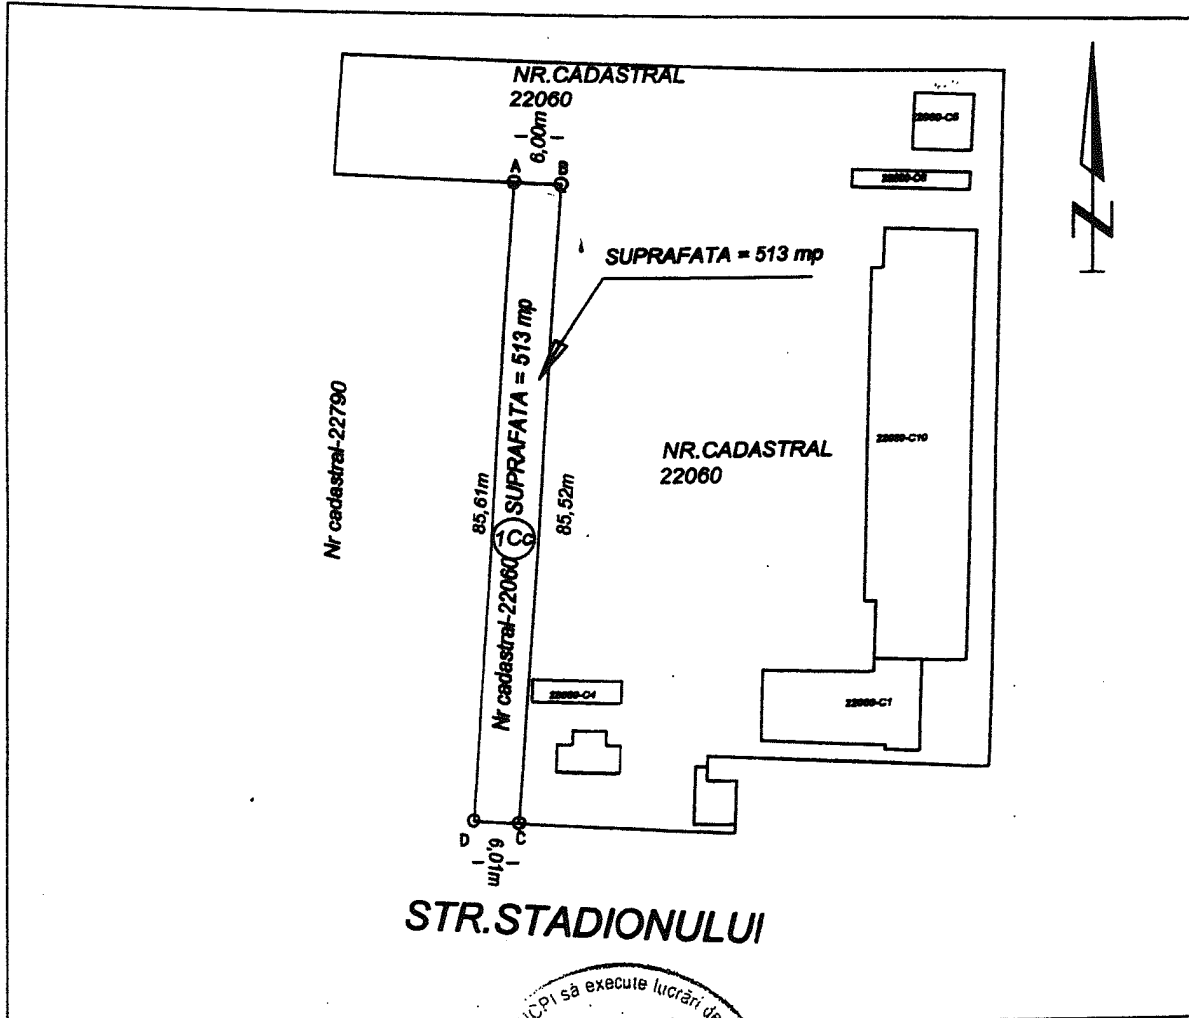 NR.CADASTRAL
22060
6,00m
A
B
22060-C10
SUPRAFATA = 513 mp
N
SUPRAFATA = 513 mp
Nr cadastral-22790
85,61m
85,52m
NR.CADASTRAL
22060
1Cc
Nr cadastral-22060
22060-C4
22060-C1
D
C
6,01m
STR.STADIONULUI
să execute lucrări de